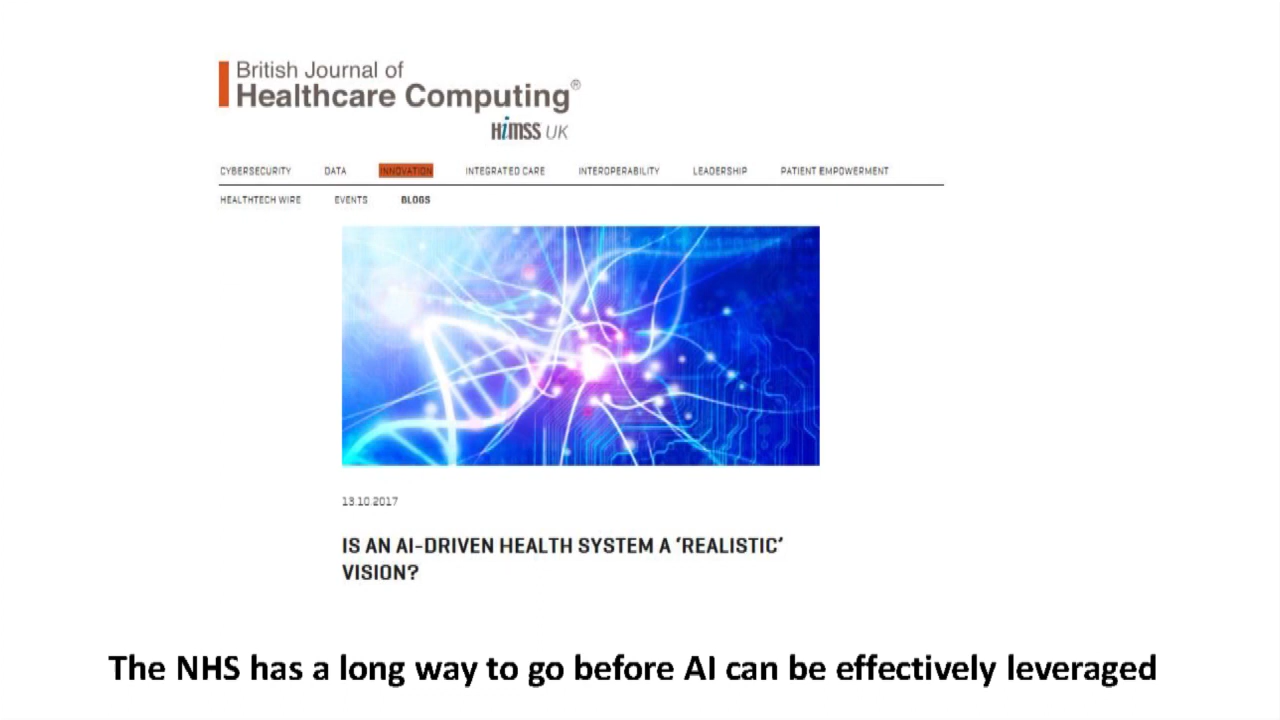 British Journal of
Healthcare Computing®
HiMSS UK
CYBERSECURITY DATA INNOVATION INTEGRATED CARE INTEROPERABILITY LEADERSHIP PATIENT EMPOWERMENT
HEALTHTECH WIRE EVENTS BLOGS
13.10.2017
IS AN AI-DRIVEN HEALTH SYSTEM A ‘REALISTIC’
VISION?
The NHS has a long way to go before AI can be effectively leveraged